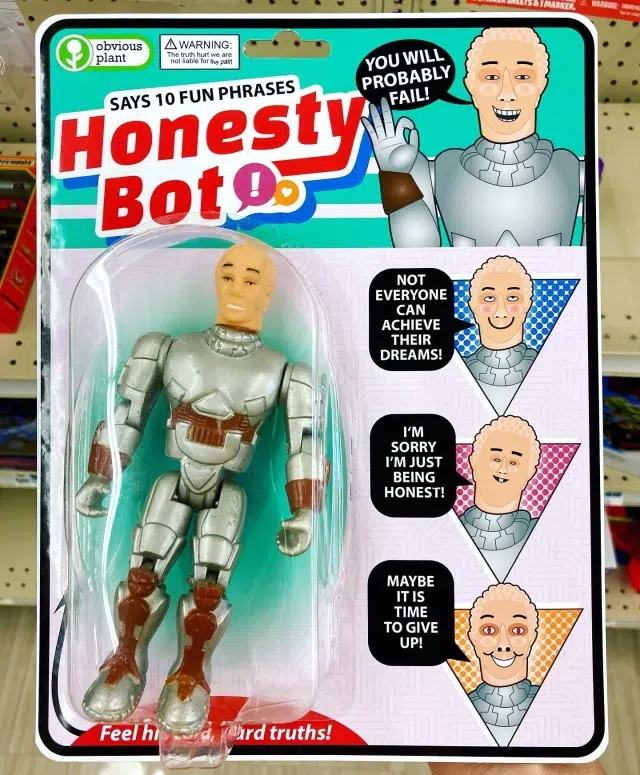 obvious
plant
WARNING:
The truth hurt we are
not liable for the pain
SAYS 10 FUN PHRASES
Honesty
Bot
!
YOU WILL
PROBABLY
FAIL!
NOT
EVERYONE
CAN
ACHIEVE
THEIR
DREAMS!
I'M
SORRY
I'M JUST
BEING
HONEST!
MAYBE
IT IS
TIME
TO GIVE
UP!
Feel truths!